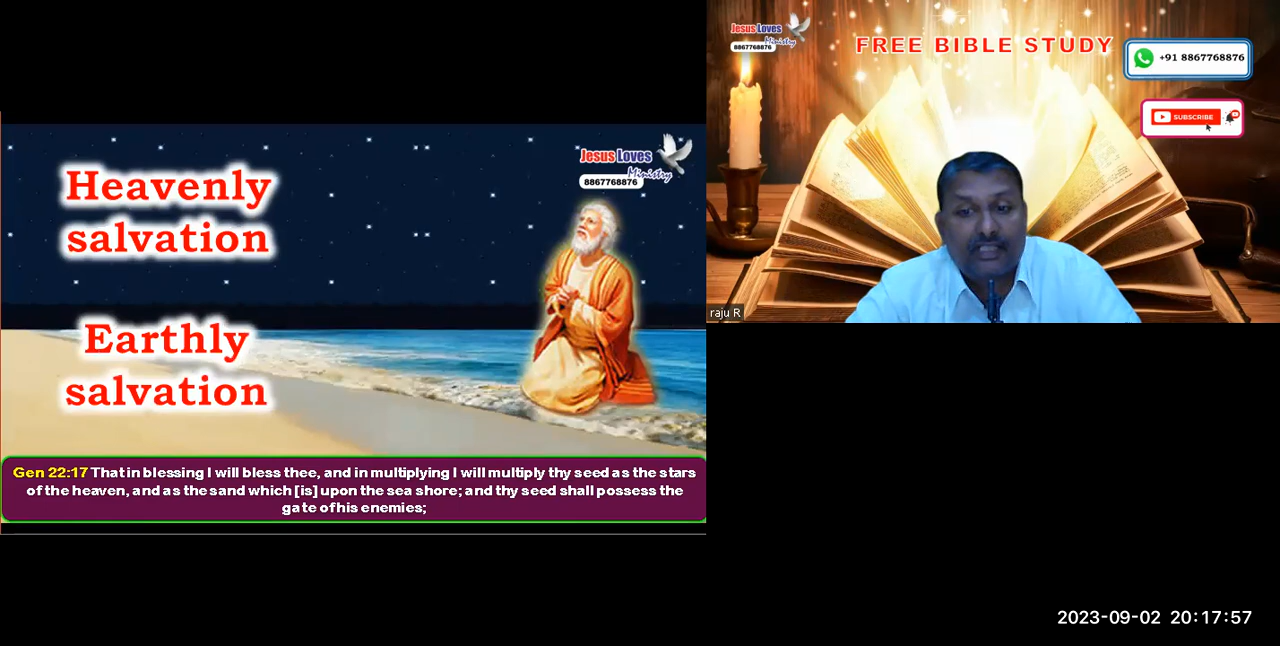 Heavenly
salvation
Jesus Loves
Ministry
8867768876
Earthly
salvation
Gen 22:17 That in blessing I will bless thee, and in multiplying I will multiply thy seed as the stars
of the heaven, and as the sand which [is] upon the sea shore; and thy seed shall possess the
gate of his enemies;
Jesus Loves
Ministry
8867768876
FREE BIBLE STUDY
+91 8867768876
SUBSCRIBE
raju R
2023-09-02 20:17:57